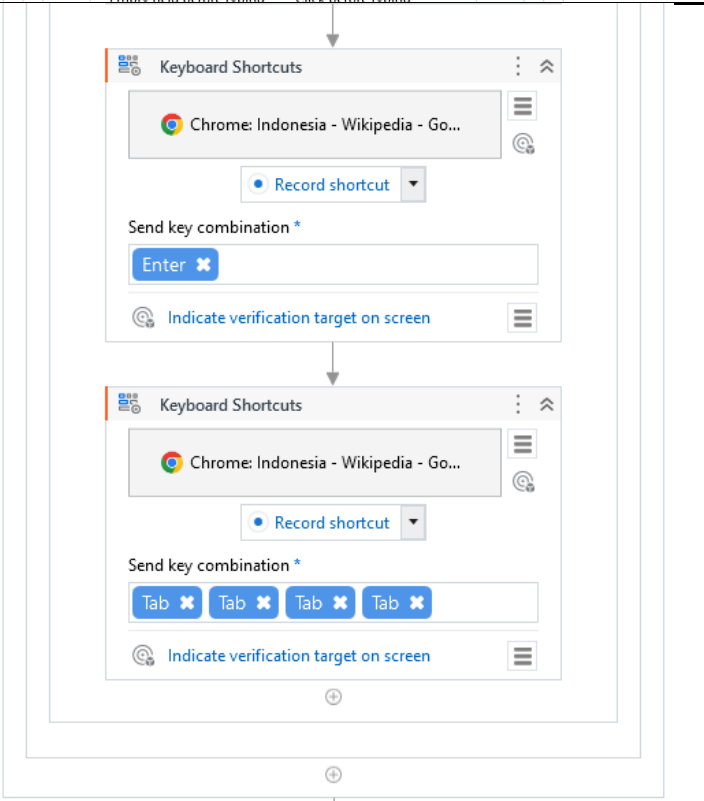 Keyboard Shortcuts
Chrome: Indonesia - Wikipedia - Go...
Record shortcut
Send key combination *
Enter
Indicate verification target on screen
Keyboard Shortcuts
Chrome: Indonesia - Wikipedia - Go...
Record shortcut
Send key combination *
Tab Tab Tab Tab
Indicate verification target on screen